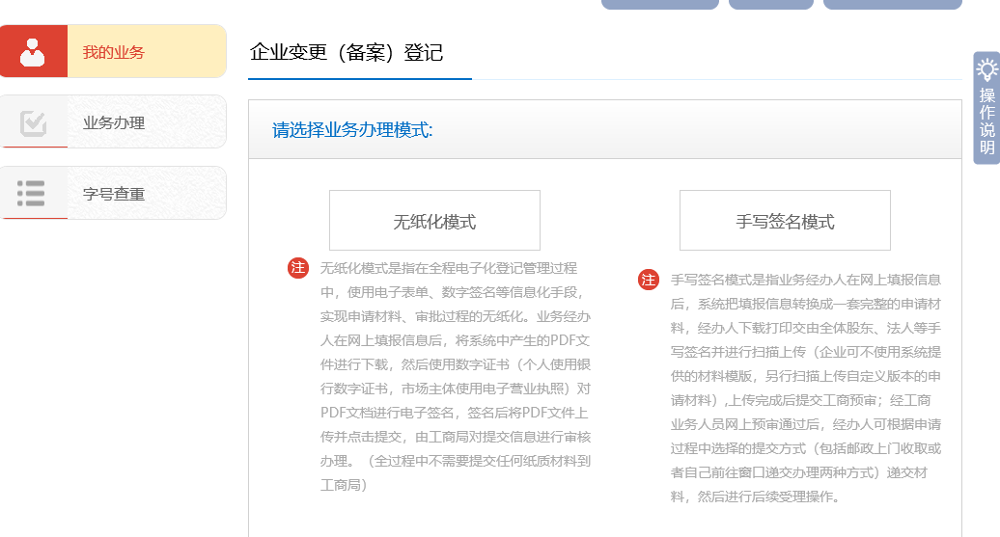 我的业务
业务办理
字号查重
企业变更（备案）登记
请选择业务办理模式:
无纸化模式
注
无纸化模式是指在全程电子化登记管理过程
中，使用电子表单、数字签名等信息化手段，
实现申请材料、审批过程的无纸化。业务经办
人在网上填报信息后，将系统中产生的PDF文
件进行下载，然后使用数字证书（个人使用银
行数字证书，市场主体使用电子营业执照）对
PDF文档进行电子签名，签名后将PDF文件上
传并点击提交，由工商局对提交信息进行审核
办理。（全过程中不需要提交任何纸质材料到
工商局）
手写签名模式
注
手写签名模式是指业务经办人在网上填报信息
后，系统把填报信息转换成一套完整的申请材
料，经办人下载打印交由全体股东、法人等手
写签名并进行扫描上传（企业可不使用系统提
供的材料模版，另行扫描上传自定义版本的申
请材料）,上传完成后提交工商预审；经工商
业务人员网上预审通过后，经办人可根据申请
过程中选择的提交方式（包括邮政上门收取或
者自己前往窗口递交办理两种方式）递交材
料，然后进行后续受理操作。
操作说明